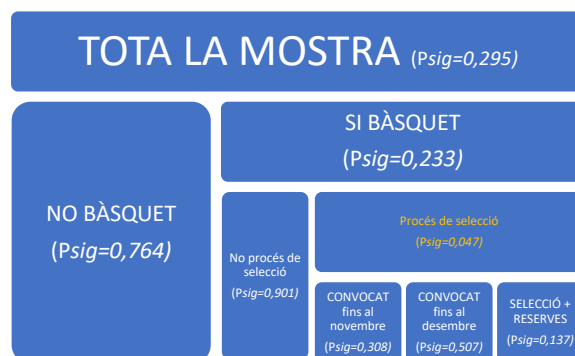 TOTA LA MOSTRA (Psig=0,295)
SI BÀSQUET
(Psig=0,233)
NO BÀSQUET
(Psig=0,764)
No procés de
selecció
(Psig=0,901)
Procés de selecció
(Psig=0,047)
CONVOCAT
fins al
novembre
(Psig=0,308)
CONVOCAT
fins al
desembre
(Psig=0,507)
SELECCIÓ +
RESERVES
(Psig=0,137)